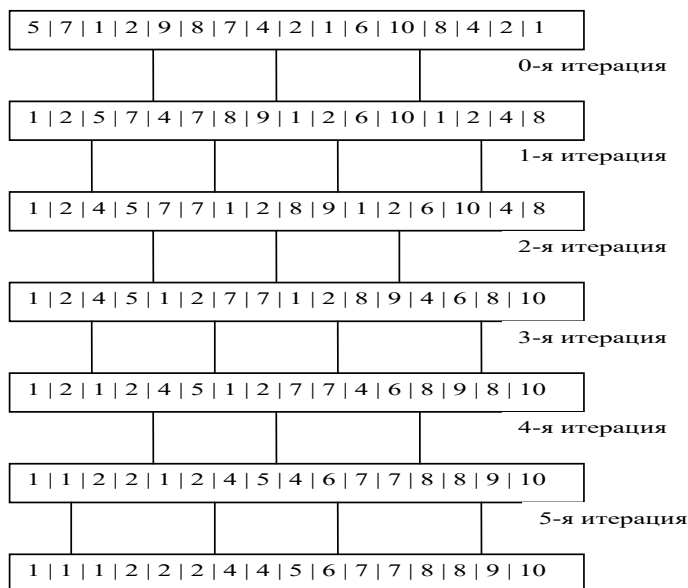 5 | 7 | 1 | 2 | 9 | 8 | 7 | 4 | 2 | 1 | 6 | 10 | 8 | 4 | 2 | 1
0-я итерация
1 | 2 | 5 | 7 | 4 | 7 | 8 | 9 | 1 | 2 | 6 | 10 | 1 | 2 | 4 | 8
1-я итерация
1 | 2 | 4 | 5 | 7 | 7 | 1 | 2 | 8 | 9 | 1 | 2 | 6 | 10 | 4 | 8
2-я итерация
1 | 2 | 4 | 5 | 1 | 2 | 7 | 7 | 1 | 2 | 8 | 9 | 4 | 6 | 8 | 10
3-я итерация
1 | 2 | 1 | 2 | 4 | 5 | 1 | 2 | 7 | 7 | 4 | 6 | 8 | 9 | 8 | 10
4-я итерация
1 | 1 | 2 | 2 | 1 | 2 | 4 | 5 | 4 | 6 | 7 | 7 | 8 | 8 | 9 | 10
5-я итерация
1 | 1 | 1 | 2 | 2 | 2 | 4 | 4 | 5 | 6 | 7 | 7 | 8 | 8 | 9 | 10